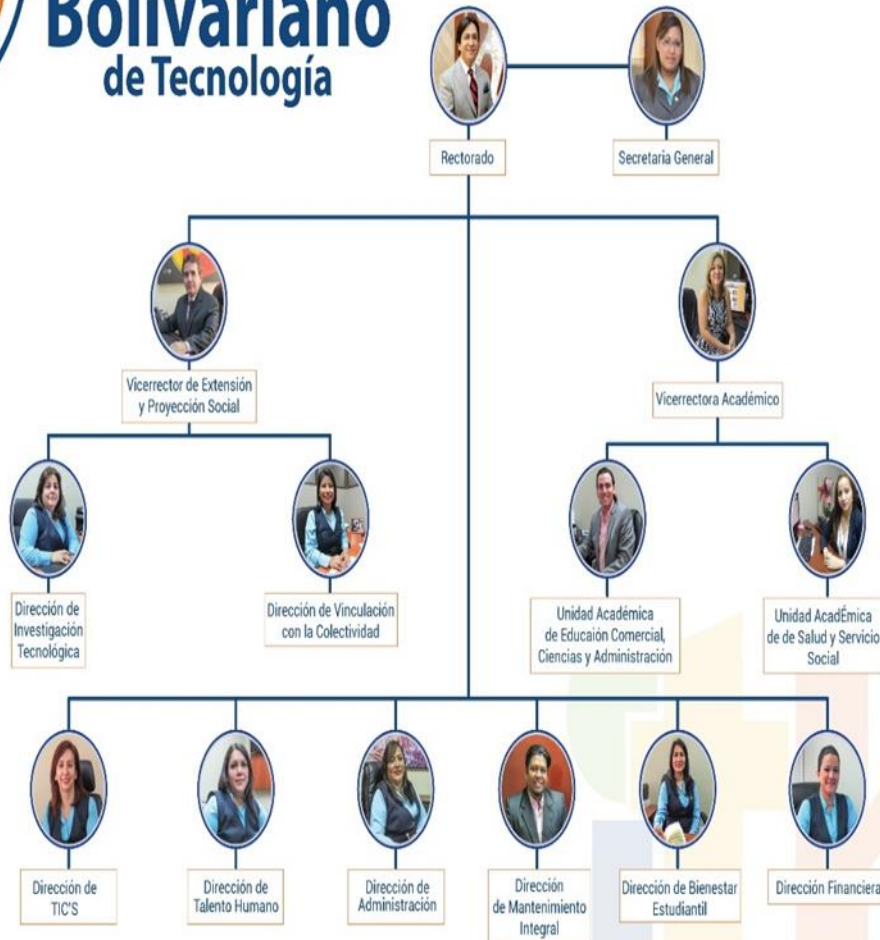 Bolivariano
de Tecnología
Rectorado
Secretaria General
Vicerrector de Extensión
y Proyección Social
Vicerrectora Académico
Dirección de
Investigación
Tecnológica
Dirección de Vinculación
con la Colectividad
Unidad Académica
de Educaión Comercial,
Ciencias y Administración
Unidad AcadÉmica
de de Salud y Servicio
Social
Dirección de
TIC'S
Dirección de
Talento Humano
Dirección de
Administración
Dirección
de Mantenimiento
Integral
Dirección de Bienestar
Estudiantil
Dirección Financiera